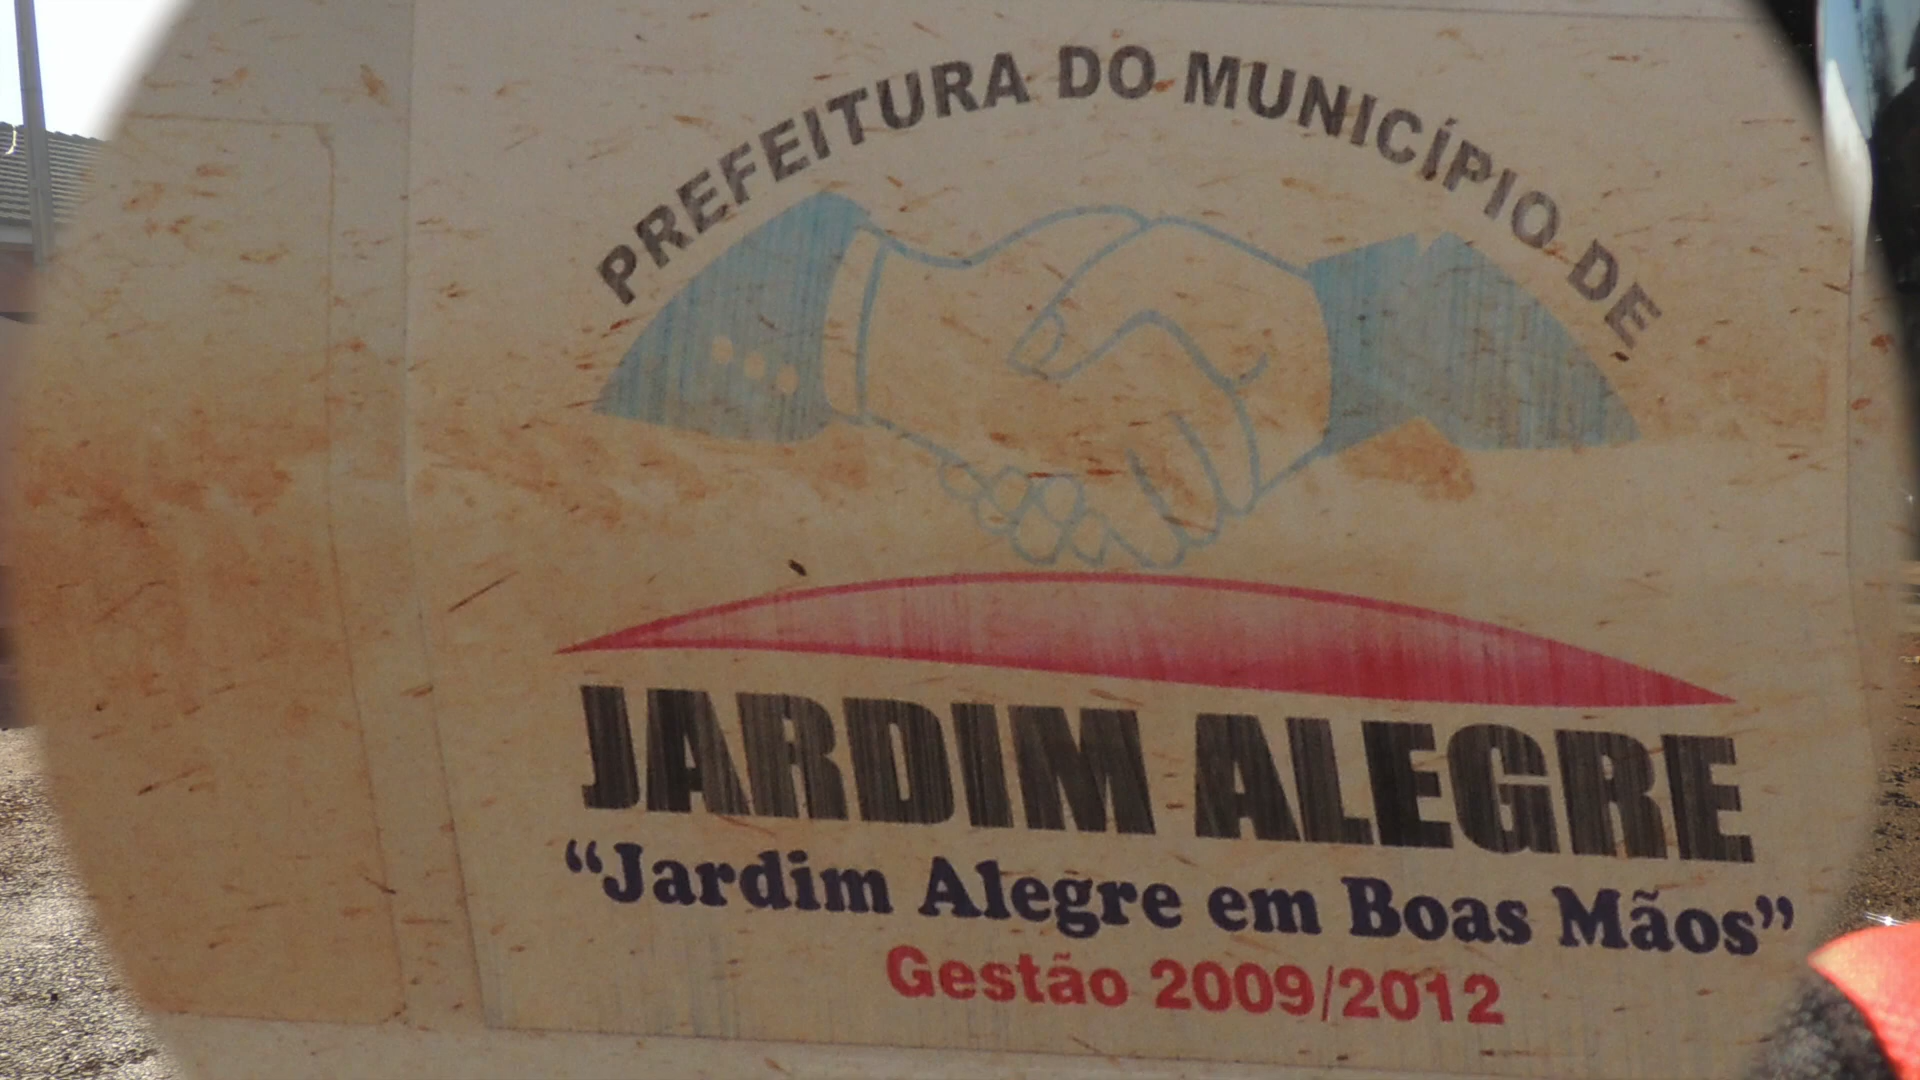 PREFEITURA DO MUNICÍPIO DE
JARDIM ALEGRE
“Jardim Alegre em Boas Mãos”
Gestão 2009/2012